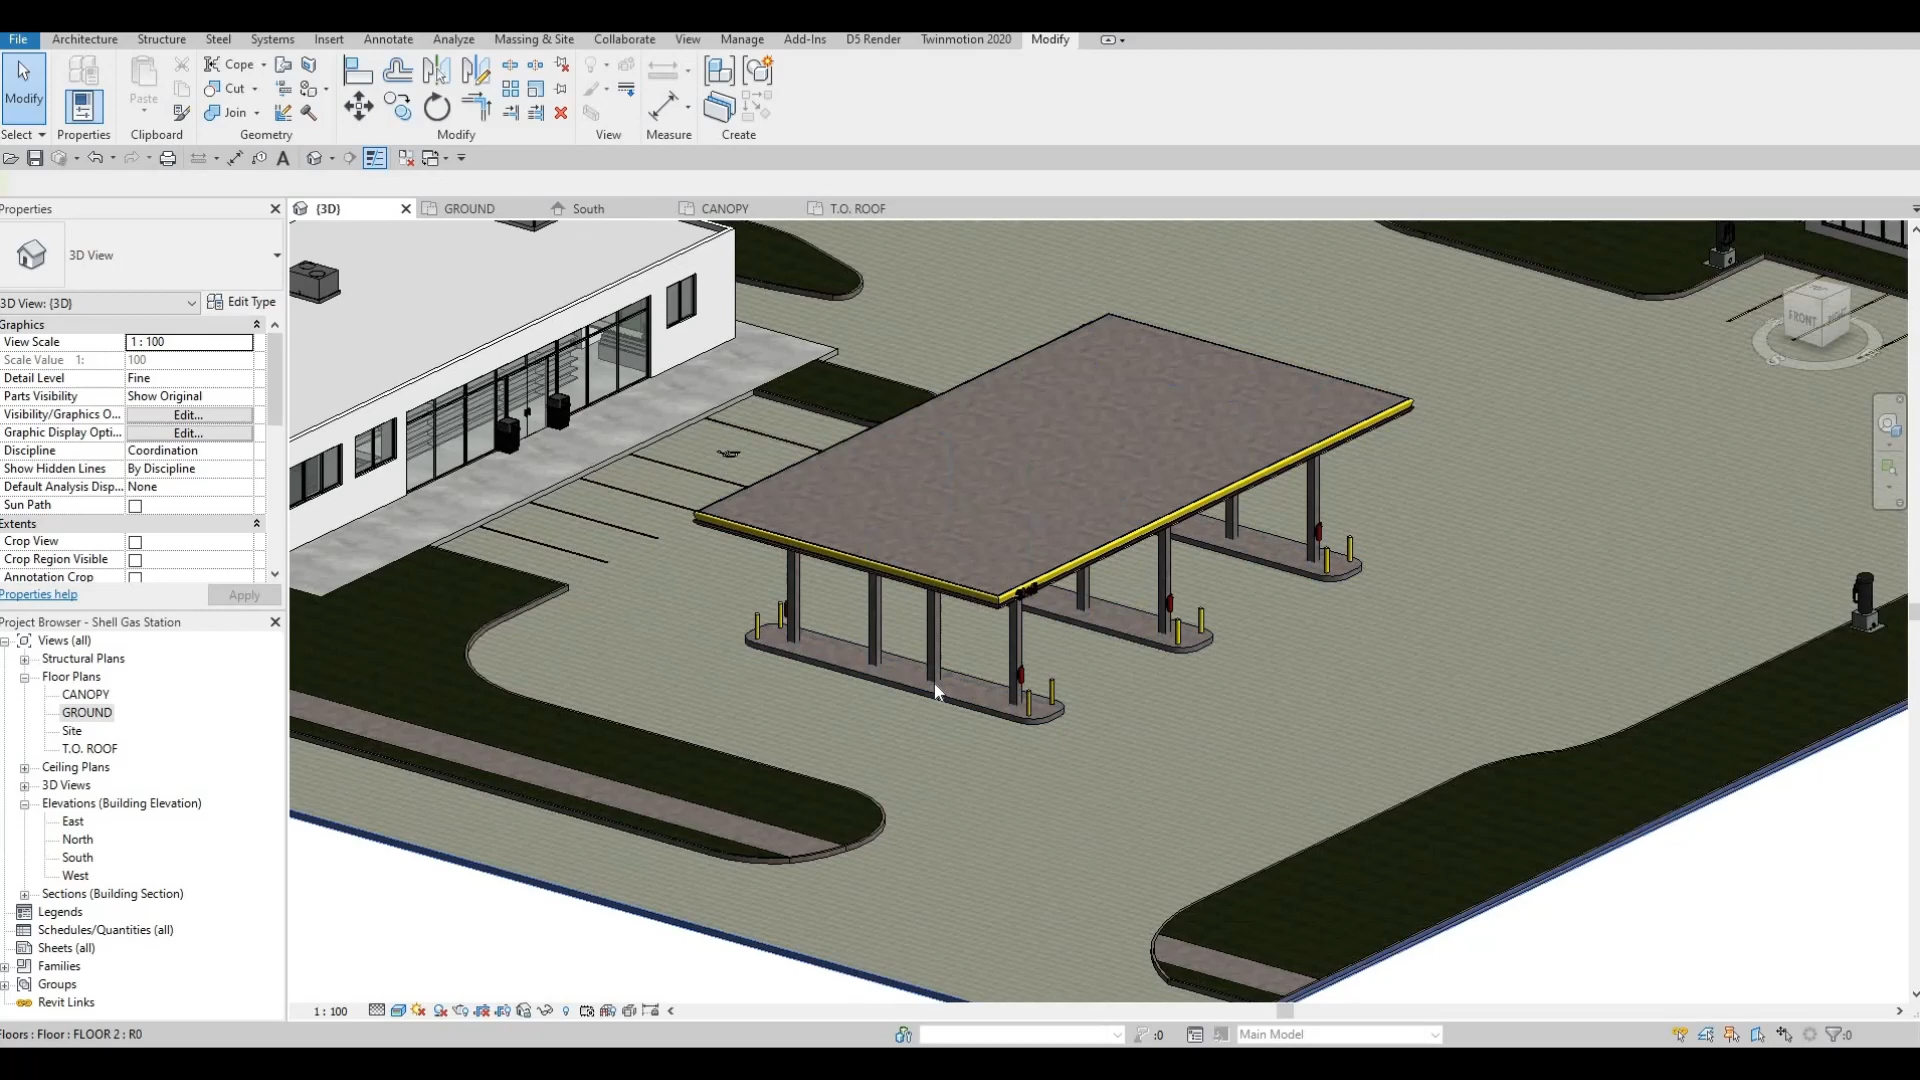 File Architecture Structure Steel Systems Insert Annotate Analyze Massing & Site Collaborate View Manage Add-Ins D5 Render Twinmotion 2020 Modify
Modify Paste Cope
Cut
Join
Select Properties Clipboard Geometry Modify View Measure Create
A
Properties {3D} GROUND South CANOPY T.O. ROOF
3D View
3D View: {3D} Edit Type
Graphics
View Scale 1 : 100
Scale Value 1: 100
Detail Level Fine
Parts Visibility Show Original
Visibility/Graphics O... Edit...
Graphic Display Opti... Edit...
Discipline Coordination
Show Hidden Lines By Discipline
Default Analysis Disp... None
Sun Path
Extents
Crop View
Crop Region Visible
Annotation Crop
Properties help Apply
Project Browser - Shell Gas Station
Views (all)
Structural Plans
Floor Plans
CANOPY
GROUND
Site
T.O. ROOF
Ceiling Plans
3D Views
Elevations (Building Elevation)
East
North
South
West
Sections (Building Section)
Legends
Schedules/Quantities (all)
Sheets (all)
Families
Groups
Revit Links
FRONT
1 : 100
Floors : Floor : FLOOR 2 : R0 :0 Main Model :0